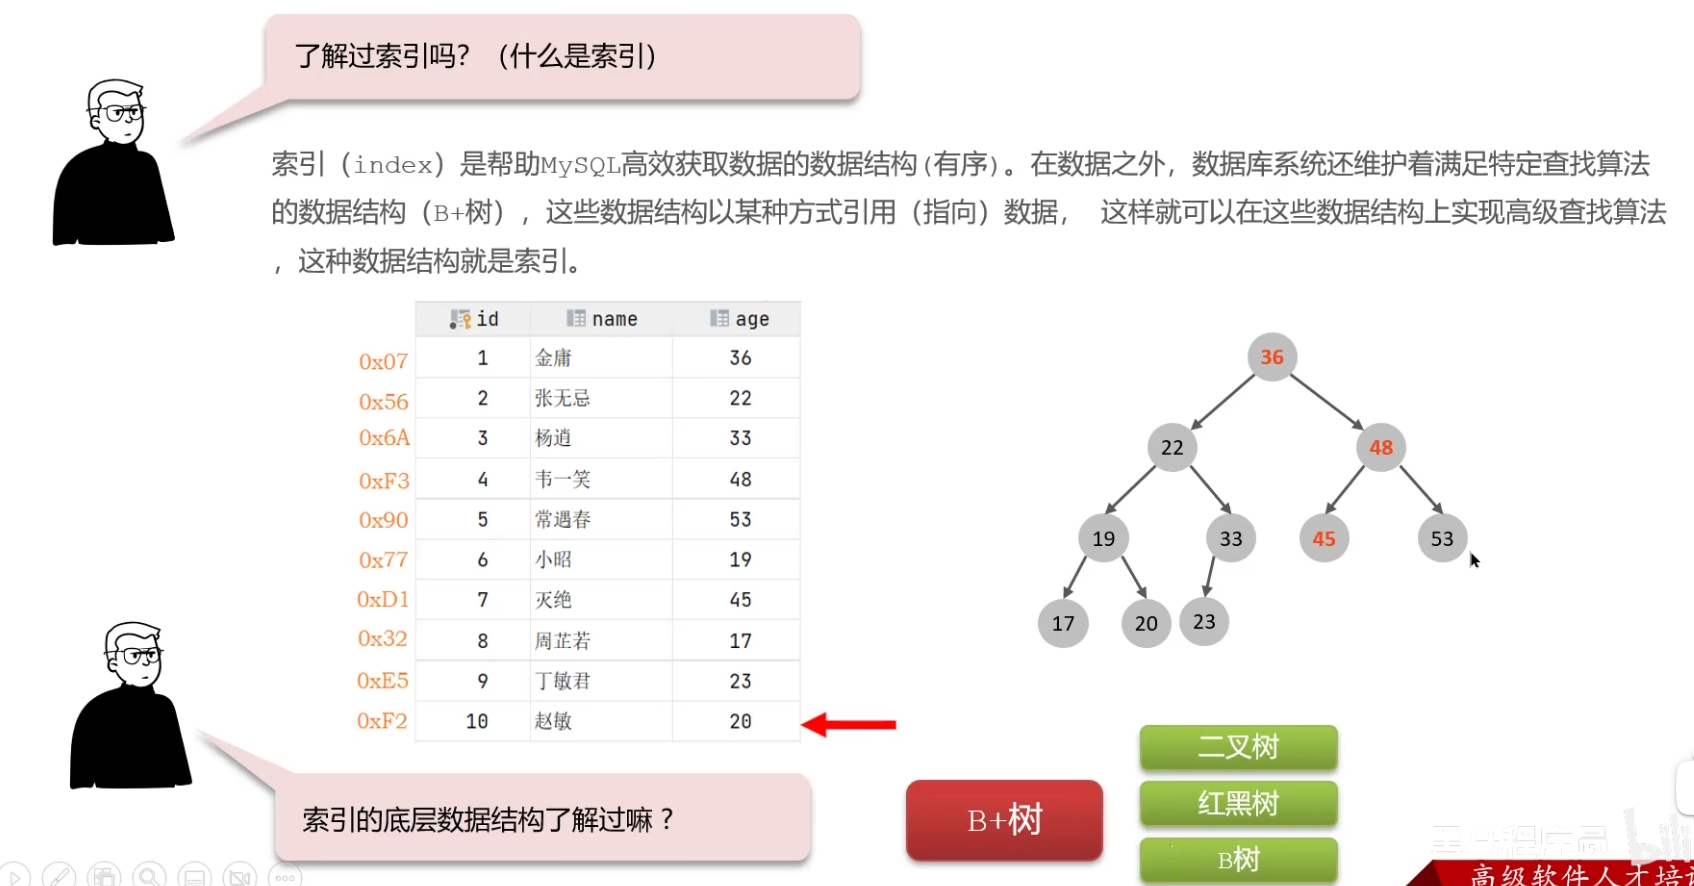 了解过索引吗？（什么是索引）
索引（index）是帮助MySQL高效获取数据的数据结构(有序)。在数据之外，数据库系统还维护着满足特定查找算法
的数据结构（B+树），这些数据结构以某种方式引用（指向）数据， 这样就可以在这些数据结构上实现高级查找算法
，这种数据结构就是索引。
id name age
0x07 1 金庸 36
0x56 2 张无忌 22
0x6A 3 杨逍 33
0xF3 4 韦一笑 48
0x90 5 常遇春 53
0x77 6 小昭 19
0xD1 7 灭绝 45
0x32 8 周芷若 17
0xE5 9 丁敏君 23
0xF2 10 赵敏 20
36
22 48
19 33 45 53
17 20 23
索引的底层数据结构了解过嘛？
B+树
二叉树
红黑树
B树
高级软件人才培